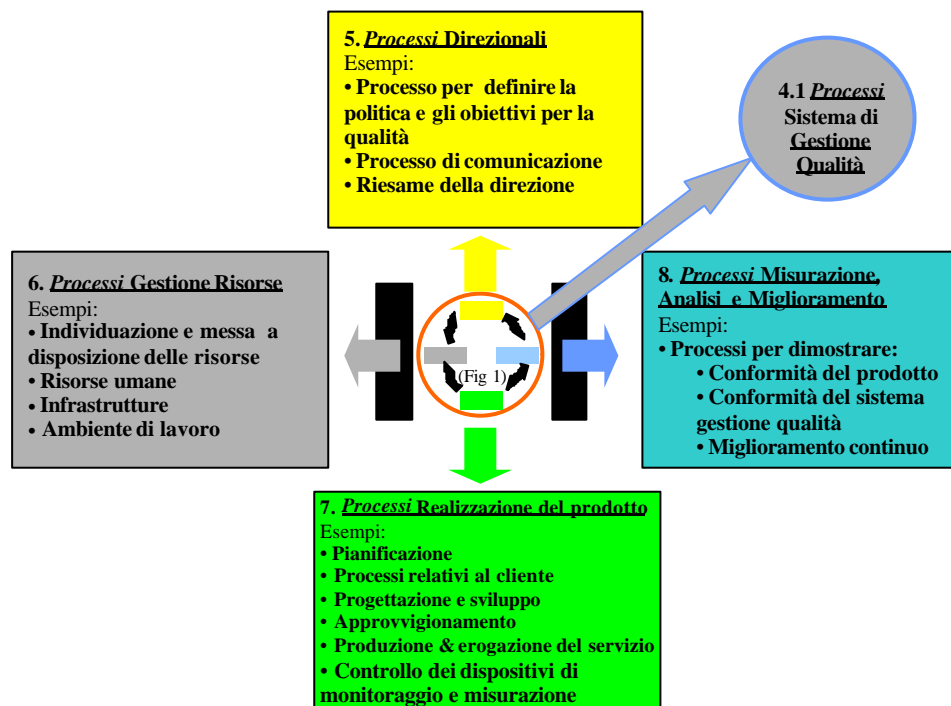 5. Processi Direzionali
Esempi:
• Processo per definire la
politica e gli obiettivi per la
qualità
• Processo di comunicazione
• Riesame della direzione
4.1 Processi
Sistema di
Gestione
Qualità
6. Processi Gestione Risorse
Esempi:
• Individuazione e messa a
disposizione delle risorse
• Risorse umane
• Infrastrutture
• Ambiente di lavoro
(Fig 1)
8. Processi Misurazione,
Analisi e Miglioramento
Esempi:
• Processi per dimostrare:
• Conformità del prodotto
• Conformità del sistema
gestione qualità
• Miglioramento continuo
7. Processi Realizzazione del prodotto
Esempi:
• Pianificazione
• Processi relativi al cliente
• Progettazione e sviluppo
• Approvvigionamento
• Produzione & erogazione del servizio
• Controllo dei dispositivi di
monitoraggio e misurazione